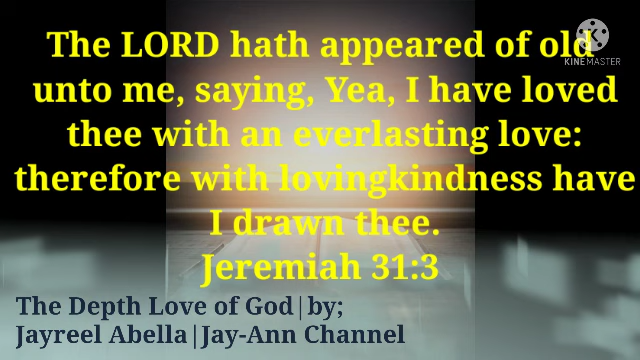 The LORD hath appeared of old
KINEMASTER
unto me, saying, Yea, I have loved
thee with an everlasting love:
therefore with lovingkindness have
I drawn thee.
Jeremiah 31:3
The Depth Love of God|by;
Jayreel Abella|Jay-Ann Channel